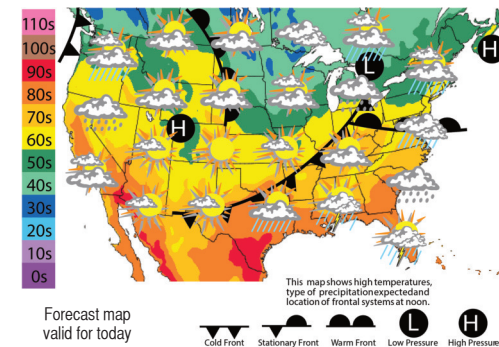 110s
100s
90s
80s
70s
60s
50s
40s
30s
20s
10s
0s
H
L
H
This map shows high temperatures,
type of precipitation expected and
location of frontal systems at noon.
Forecast map
valid for today
L
H
Cold Front
Stationary Front
Warm Front
Low Pressure
High Pressure